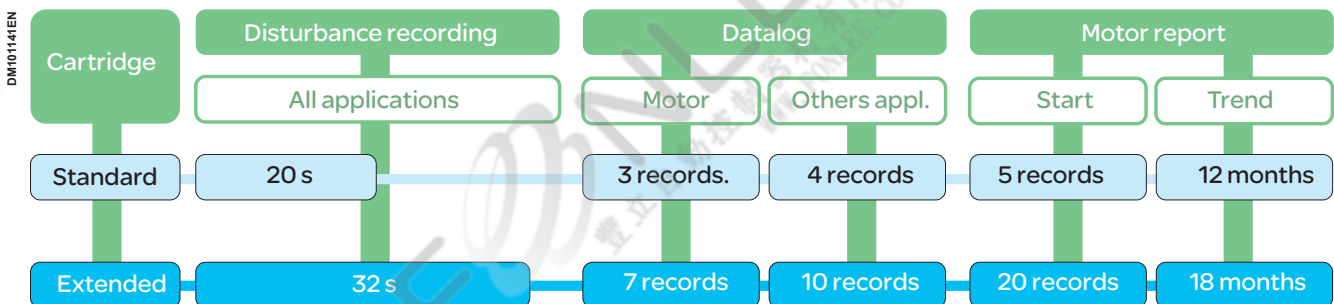 DM101141EN
Cartridge
Disturbance recording
Datalog
Motor report
All applications
Motor
Others appl.
Start
Trend
Standard
20 s
3 records.
4 records
5 records
12 months
Extended
32 s
7 records
10 records
20 records
18 months